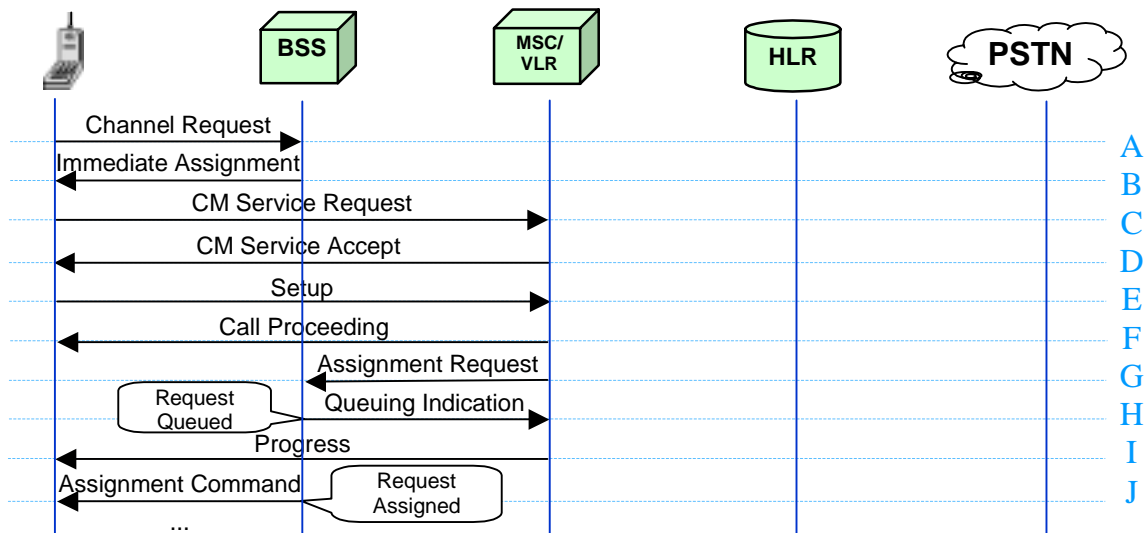 BSS
MSC/
VLR
HLR
PSTN
Channel Request
A
Immediate Assignment
B
CM Service Request
C
CM Service Accept
D
Setup
E
Call Proceeding
F
Assignment Request
G
Request
Queued
Queuing Indication
H
Progress
I
Assignment Command
Request
Assigned
J
...